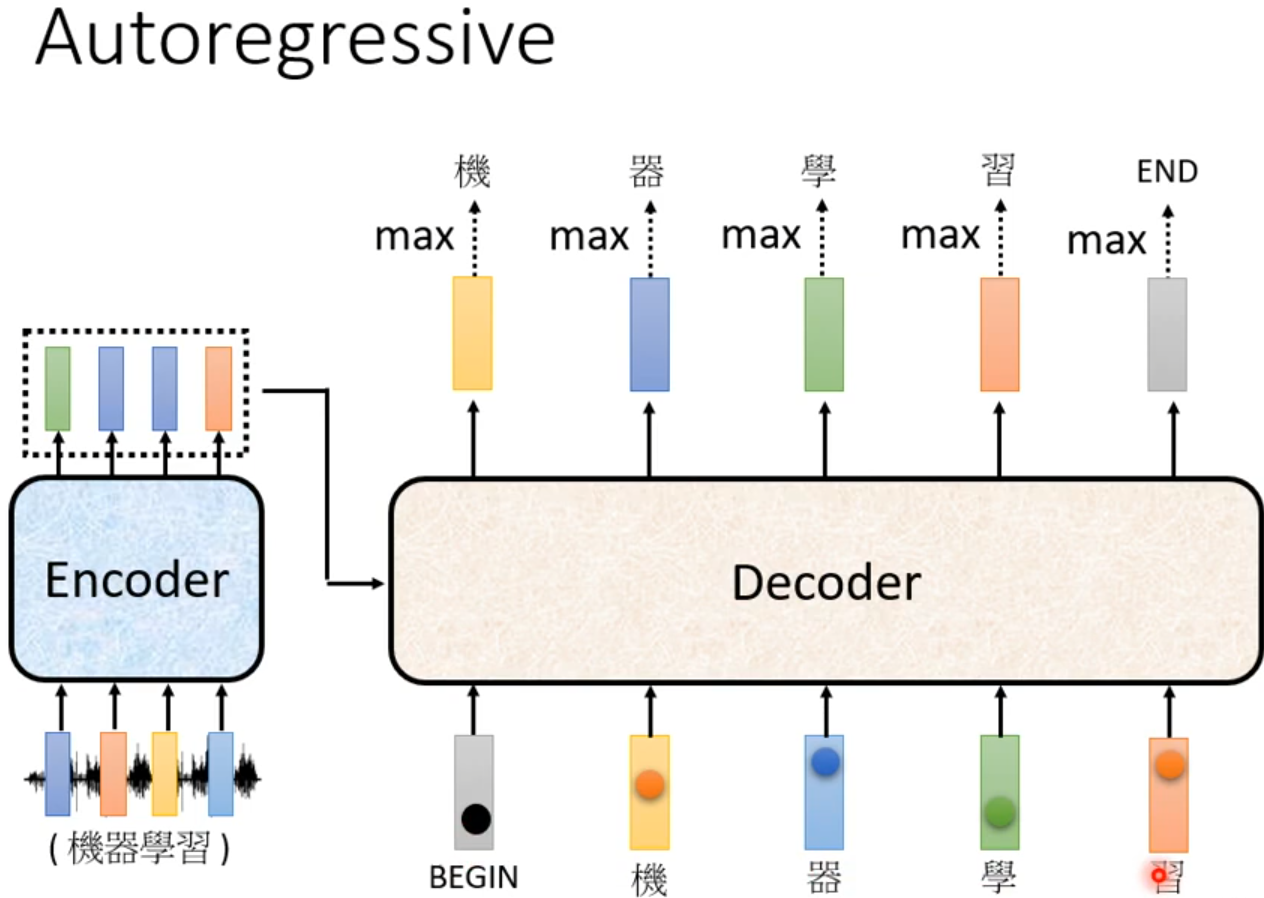 Autoregressive
機 器 學 習 END
max max max max max
Encoder
Decoder
( 機器學習 )
BEGIN 機 器 學 習